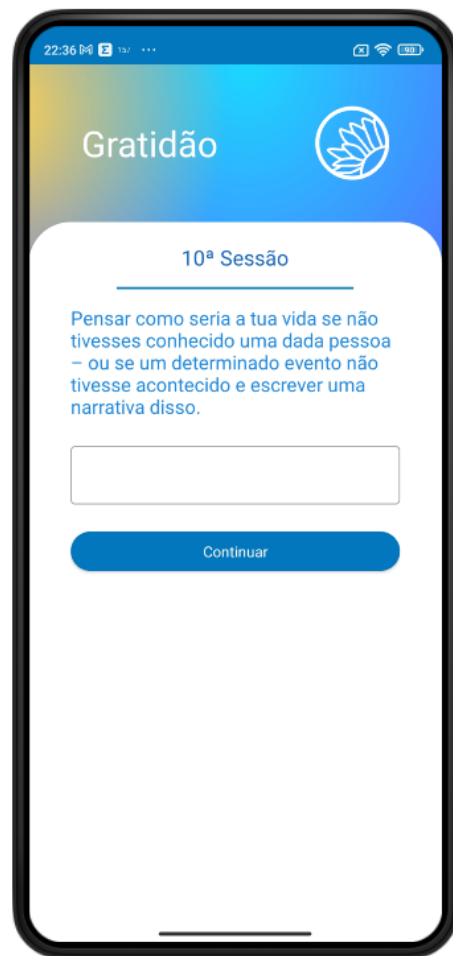 22:36
Gratidão
10ª Sessão
Pensar como seria a tua vida se não
tivesses conhecido uma dada pessoa
– ou se um determinado evento não
tivesse acontecido e escrever uma
narrativa disso.
Continuar